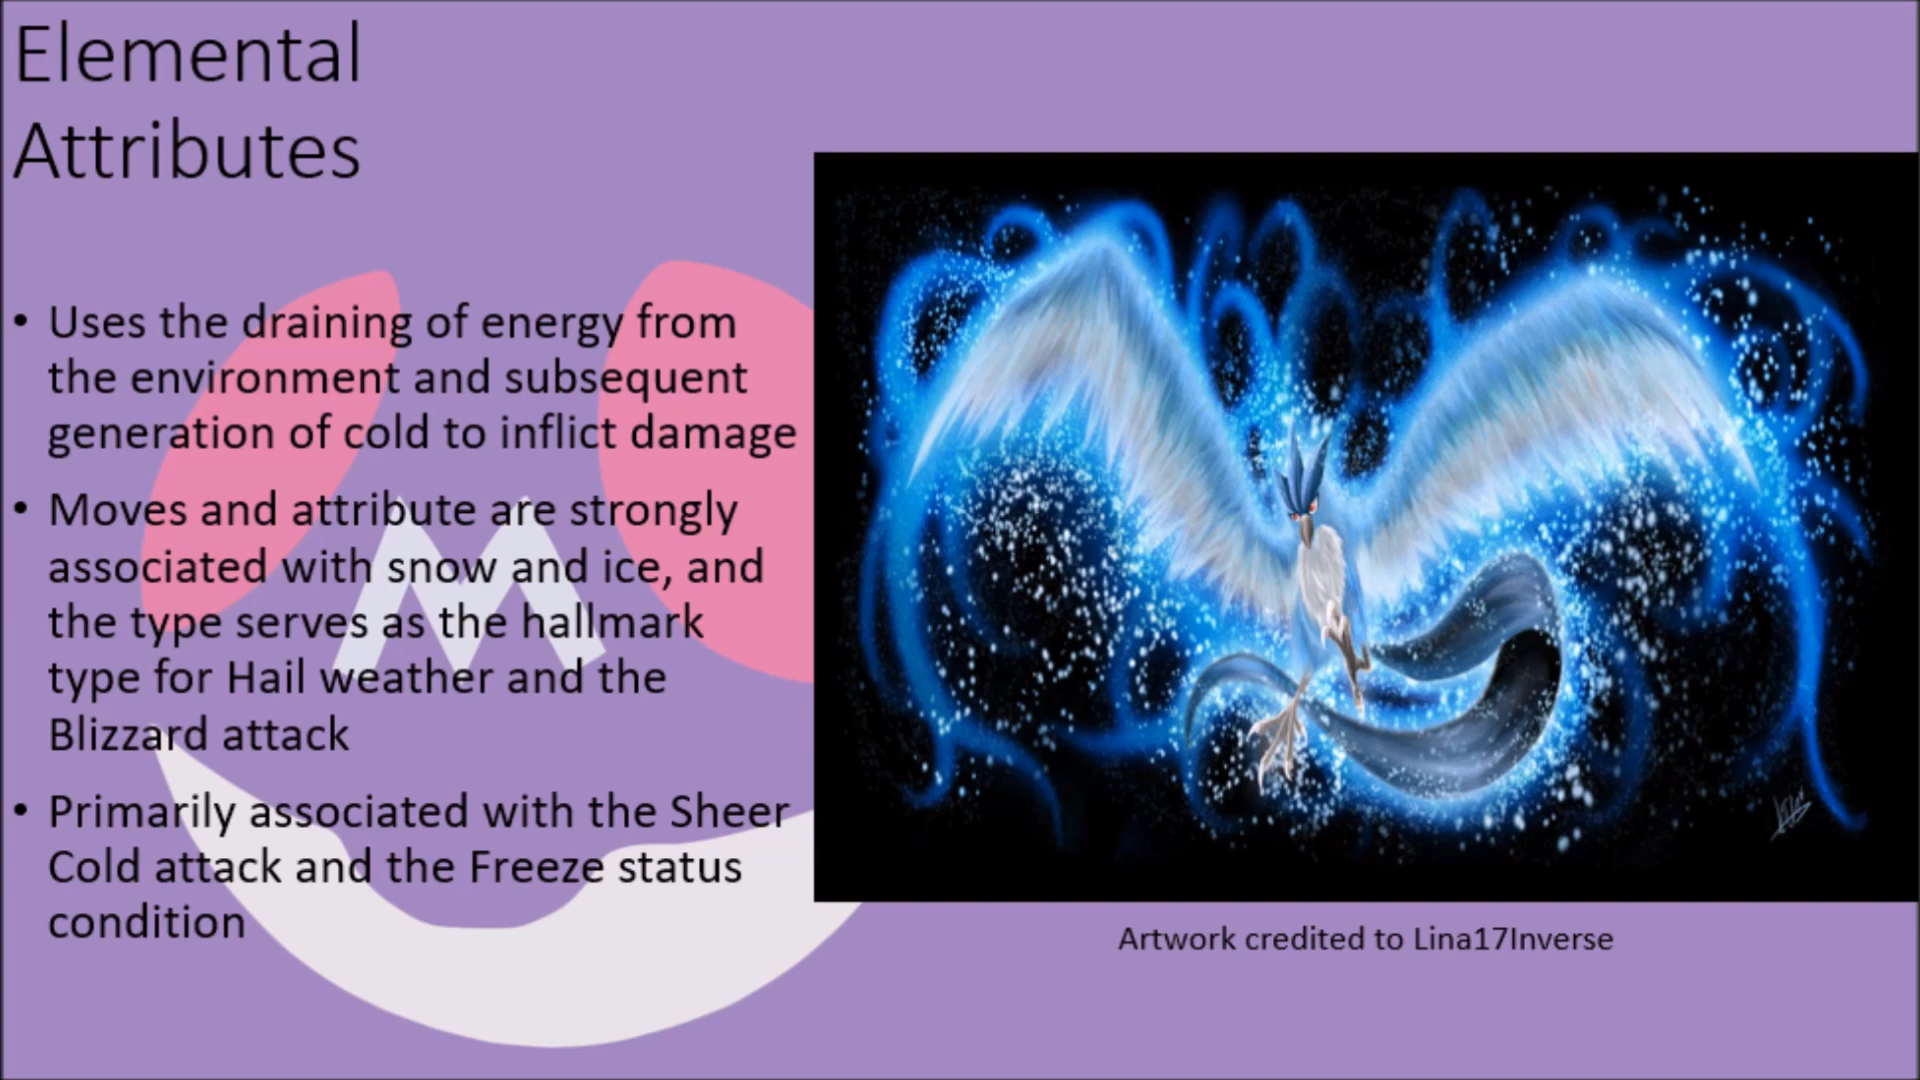 Elemental
Attributes
• Uses the draining of energy from
the environment and subsequent
generation of cold to inflict damage
• Moves and attribute are strongly
associated with snow and ice, and
the type serves as the hallmark
type for Hail weather and the
Blizzard attack
• Primarily associated with the Sheer
Cold attack and the Freeze status
condition
Artwork credited to Lina17Inverse